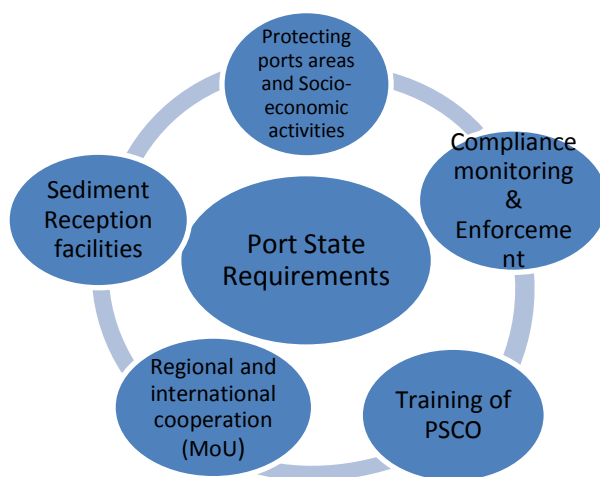 Protecting
ports areas
and Socio-
economic
activities
Compliance
monitoring
&
Enforceme
nt
Sediment
Reception
facilities
Port State
Requirements
Regional and
international
cooperation
(MoU)
Training of
PSCO